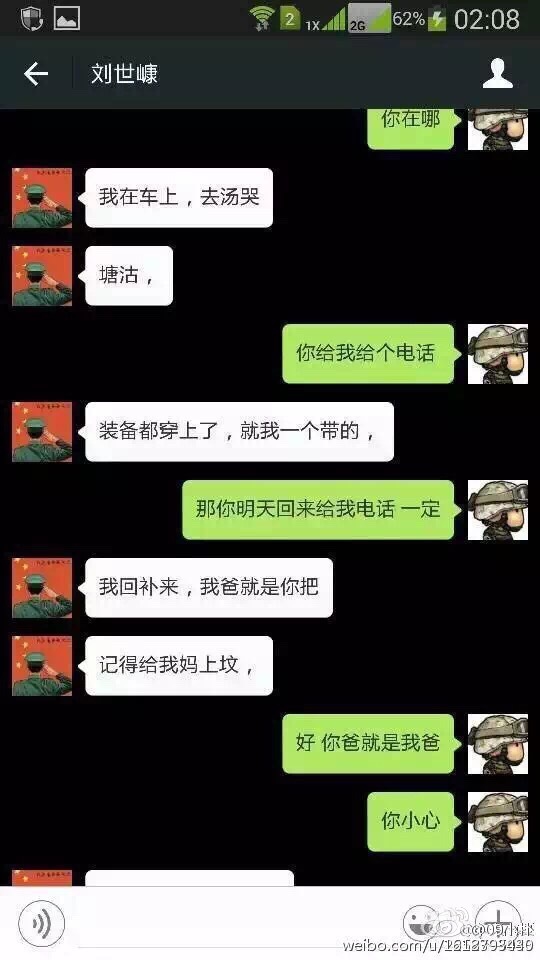 2 1X 2G 62% 02:08
刘世嵻
你在哪
我在车上，去汤哭
塘沽，
你给我给个电话
装备都穿上了，就我一个带的，
那你明天回来给我电话 一定
我回补来，我爸就是你把
记得给我妈上坟，
好 你爸就是我爸
你小心